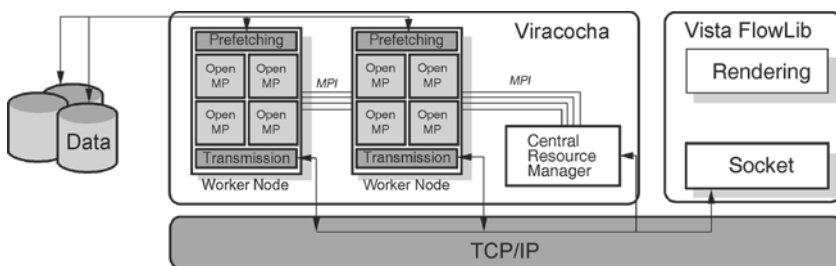 Data
Viracocha
Prefetching
Open
MP
Open
MP
Open
MP
Open
MP
Transmission
Worker Node
MPI
Prefetching
Open
MP
Open
MP
Open
MP
Open
MP
Transmission
Worker Node
MPI
Central
Resource
Manager
Vista FlowLib
Rendering
Socket
TCP/IP